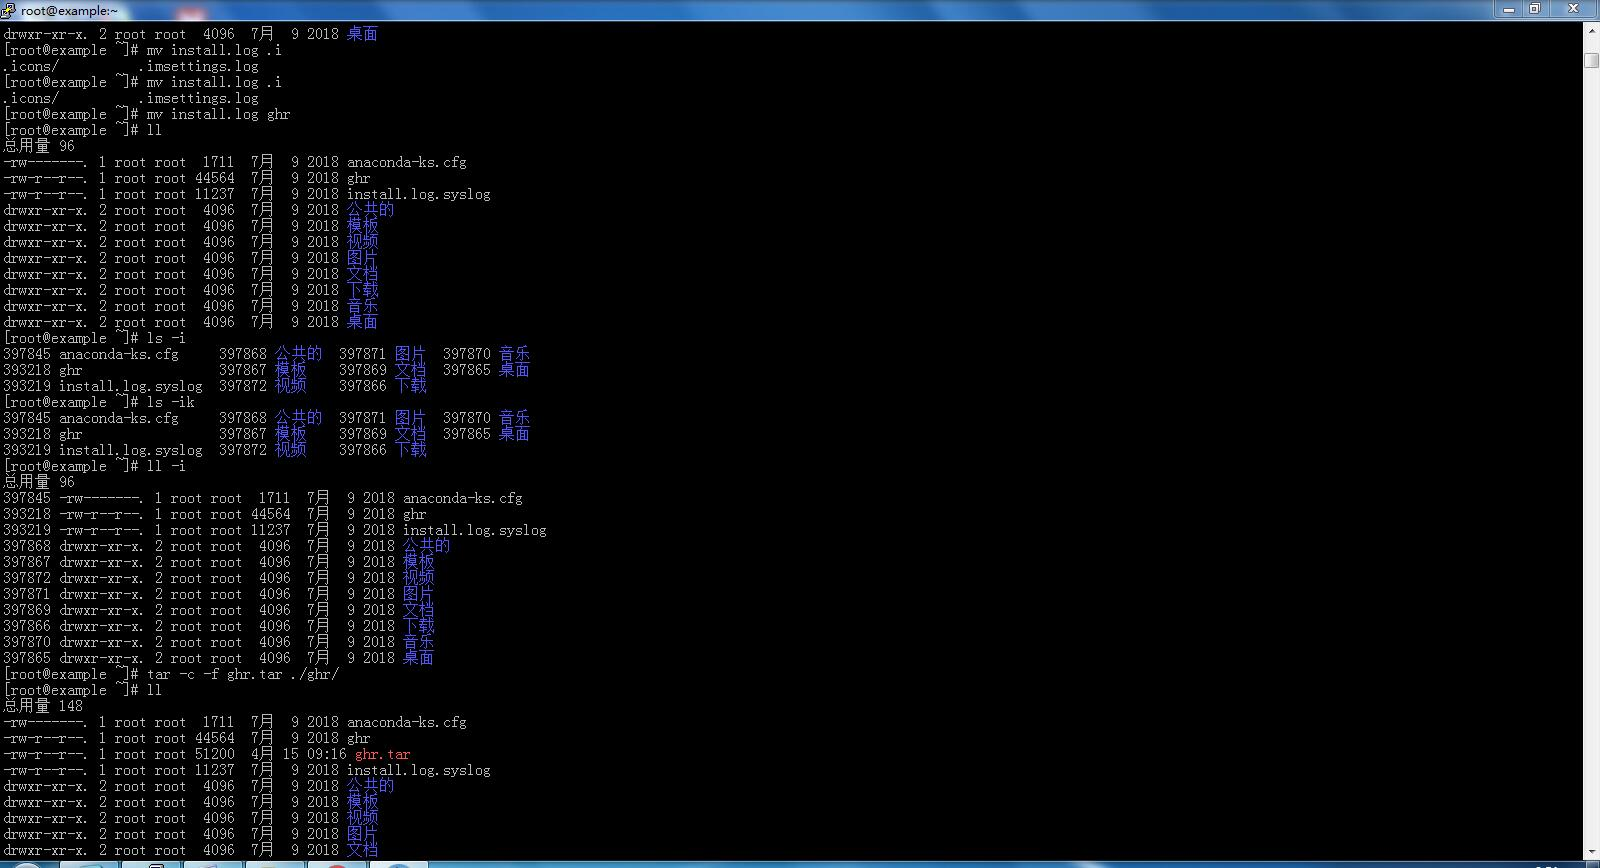 root@example:~
drwxr-xr-x. 2 root root  4096  7月   9 2018 桌面
[root@example ~]# mv install.log .i
.icons/          .imsettings.log
[root@example ~]# mv install.log .i
.icons/          .imsettings.log
[root@example ~]# mv install.log ghr
[root@example ~]# ll
总用量 96
-rw-------. 1 root root  1711  7月   9 2018 anaconda-ks.cfg
-rw-r--r--. 1 root root 44564  7月   9 2018 ghr
-rw-r--r--. 1 root root 11237  7月   9 2018 install.log.syslog
drwxr-xr-x. 2 root root  4096  7月   9 2018 公共的
drwxr-xr-x. 2 root root  4096  7月   9 2018 模板
drwxr-xr-x. 2 root root  4096  7月   9 2018 视频
drwxr-xr-x. 2 root root  4096  7月   9 2018 图片
drwxr-xr-x. 2 root root  4096  7月   9 2018 文档
drwxr-xr-x. 2 root root  4096  7月   9 2018 下载
drwxr-xr-x. 2 root root  4096  7月   9 2018 音乐
drwxr-xr-x. 2 root root  4096  7月   9 2018 桌面
[root@example ~]# ls -i
397845 anaconda-ks.cfg     397868 公共的  397871 图片  397870 音乐
393218 ghr                 397867 模板    397869 文档  397865 桌面
393219 install.log.syslog  397872 视频    397866 下载
[root@example ~]# ls -ik
397845 anaconda-ks.cfg     397868 公共的  397871 图片  397870 音乐
393218 ghr                 397867 模板    397869 文档  397865 桌面
393219 install.log.syslog  397872 视频    397866 下载
[root@example ~]# ll -i
总用量 96
397845 -rw-------. 1 root root  1711  7月   9 2018 anaconda-ks.cfg
393218 -rw-r--r--. 1 root root 44564  7月   9 2018 ghr
393219 -rw-r--r--. 1 root root 11237  7月   9 2018 install.log.syslog
397868 drwxr-xr-x. 2 root root  4096  7月   9 2018 公共的
397867 drwxr-xr-x. 2 root root  4096  7月   9 2018 模板
397872 drwxr-xr-x. 2 root root  4096  7月   9 2018 视频
397871 drwxr-xr-x. 2 root root  4096  7月   9 2018 图片
397869 drwxr-xr-x. 2 root root  4096  7月   9 2018 文档
397866 drwxr-xr-x. 2 root root  4096  7月   9 2018 下载
397870 drwxr-xr-x. 2 root root  4096  7月   9 2018 音乐
397865 drwxr-xr-x. 2 root root  4096  7月   9 2018 桌面
[root@example ~]# tar -c -f ghr.tar ./ghr/
[root@example ~]# ll
总用量 148
-rw-------. 1 root root  1711  7月   9 2018 anaconda-ks.cfg
-rw-r--r--. 1 root root 44564  7月   9 2018 ghr
-rw-r--r--. 1 root root 51200  4月  15 09:16 ghr.tar
-rw-r--r--. 1 root root 11237  7月   9 2018 install.log.syslog
drwxr-xr-x. 2 root root  4096  7月   9 2018 公共的
drwxr-xr-x. 2 root root  4096  7月   9 2018 模板
drwxr-xr-x. 2 root root  4096  7月   9 2018 视频
drwxr-xr-x. 2 root root  4096  7月   9 2018 图片
drwxr-xr-x. 2 root root  4096  7月   9 2018 文档